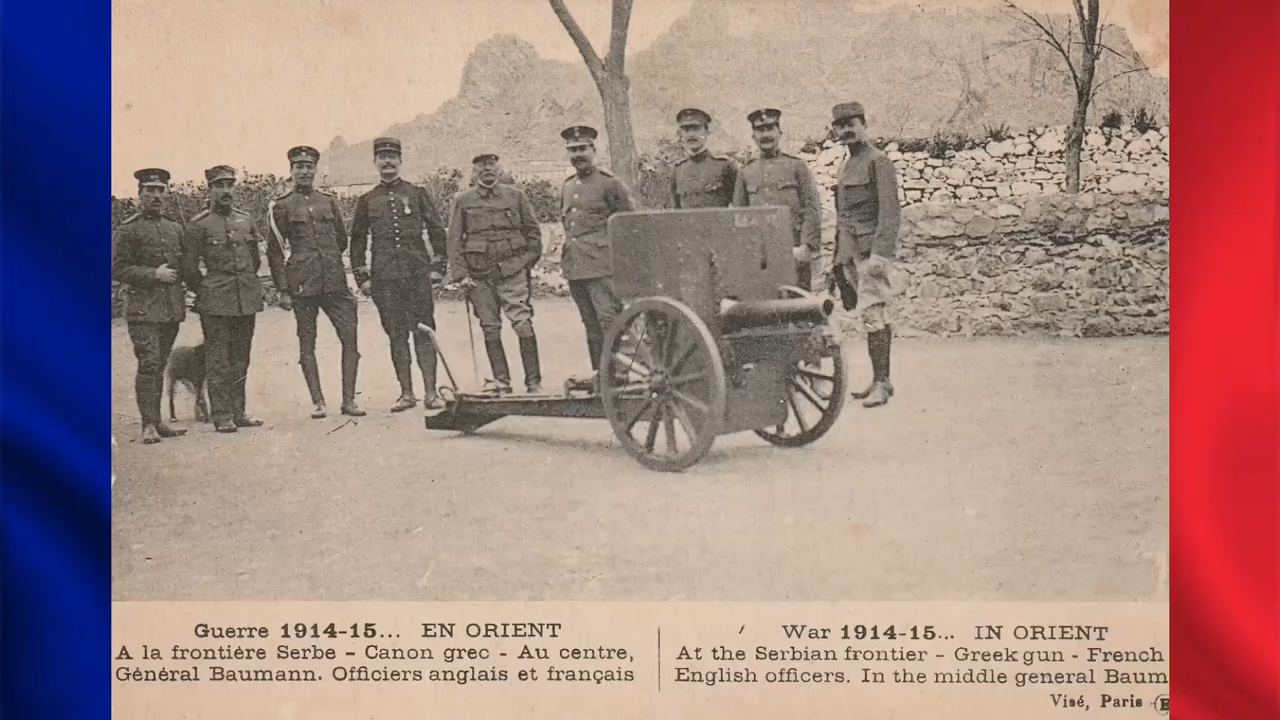 Guerre 1914-15... EN ORIENT
A la frontière Serbe - Canon grec - Au centre,
Général Baumann. Officiers anglais et français
War 1914-15... IN ORIENT
At the Serbian frontier - Greek gun - French
English officers. In the middle general Baum
Visé, Paris